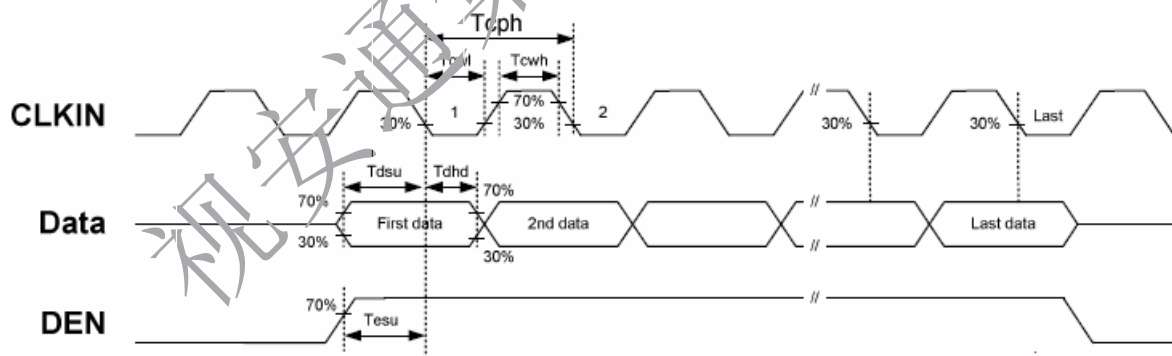 Tcph
Tcwl Tcwh
CLKIN 30% 1 70% 30% 2 // 30% 30% Last
Tdsu Tdhd
70% 70%
Data First data 2nd data // // Last data
30% 30%
70% //
DEN Tesu
视安通